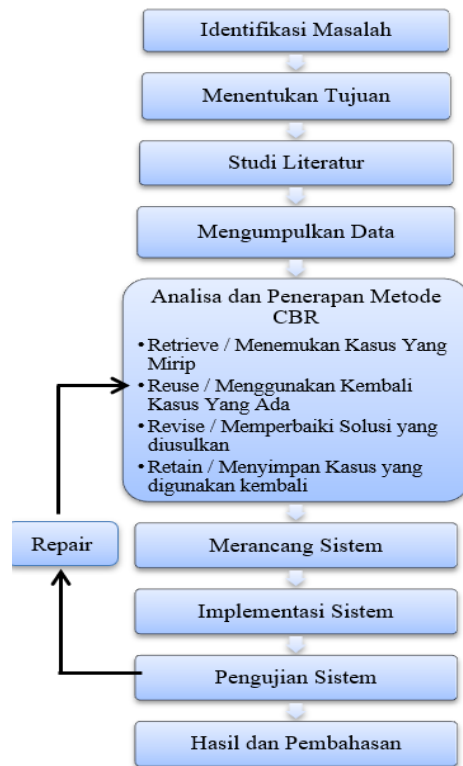 Identifikasi Masalah
Menentukan Tujuan
Studi Literatur
Mengumpulkan Data
Analisa dan Penerapan Metode
CBR
•Retrieve / Menemukan Kasus Yang
Mirip
•Reuse / Menggunakan Kembali
Kasus Yang Ada
•Revise / Memperbaiki Solusi yang
diusulkan
•Retain / Menyimpan Kasus yang
digunakan kembali
Repair
Merancang Sistem
Implementasi Sistem
Pengujian Sistem
Hasil dan Pembahasan